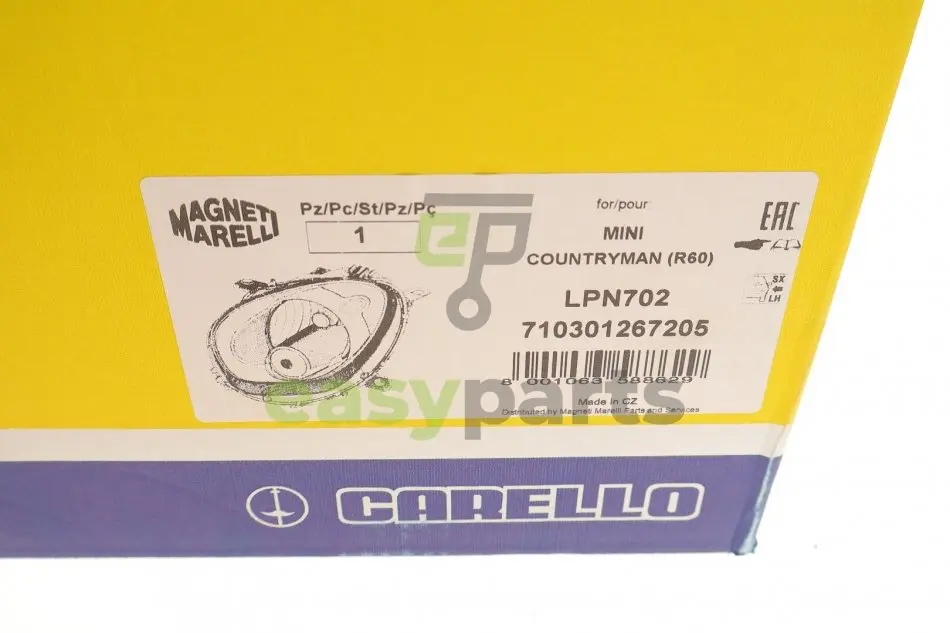 MAGNETI
MARELLI
Pz/Pc/St/Pz/Pç
1
for/pour
MINI
COUNTRYMAN (R60)
LPN702
710301267205
8 001063 588629
Made in CZ
Distributed by Magneti Marelli Parts and Services
EAC
SX
LH
ep
easyparts
CARELLO